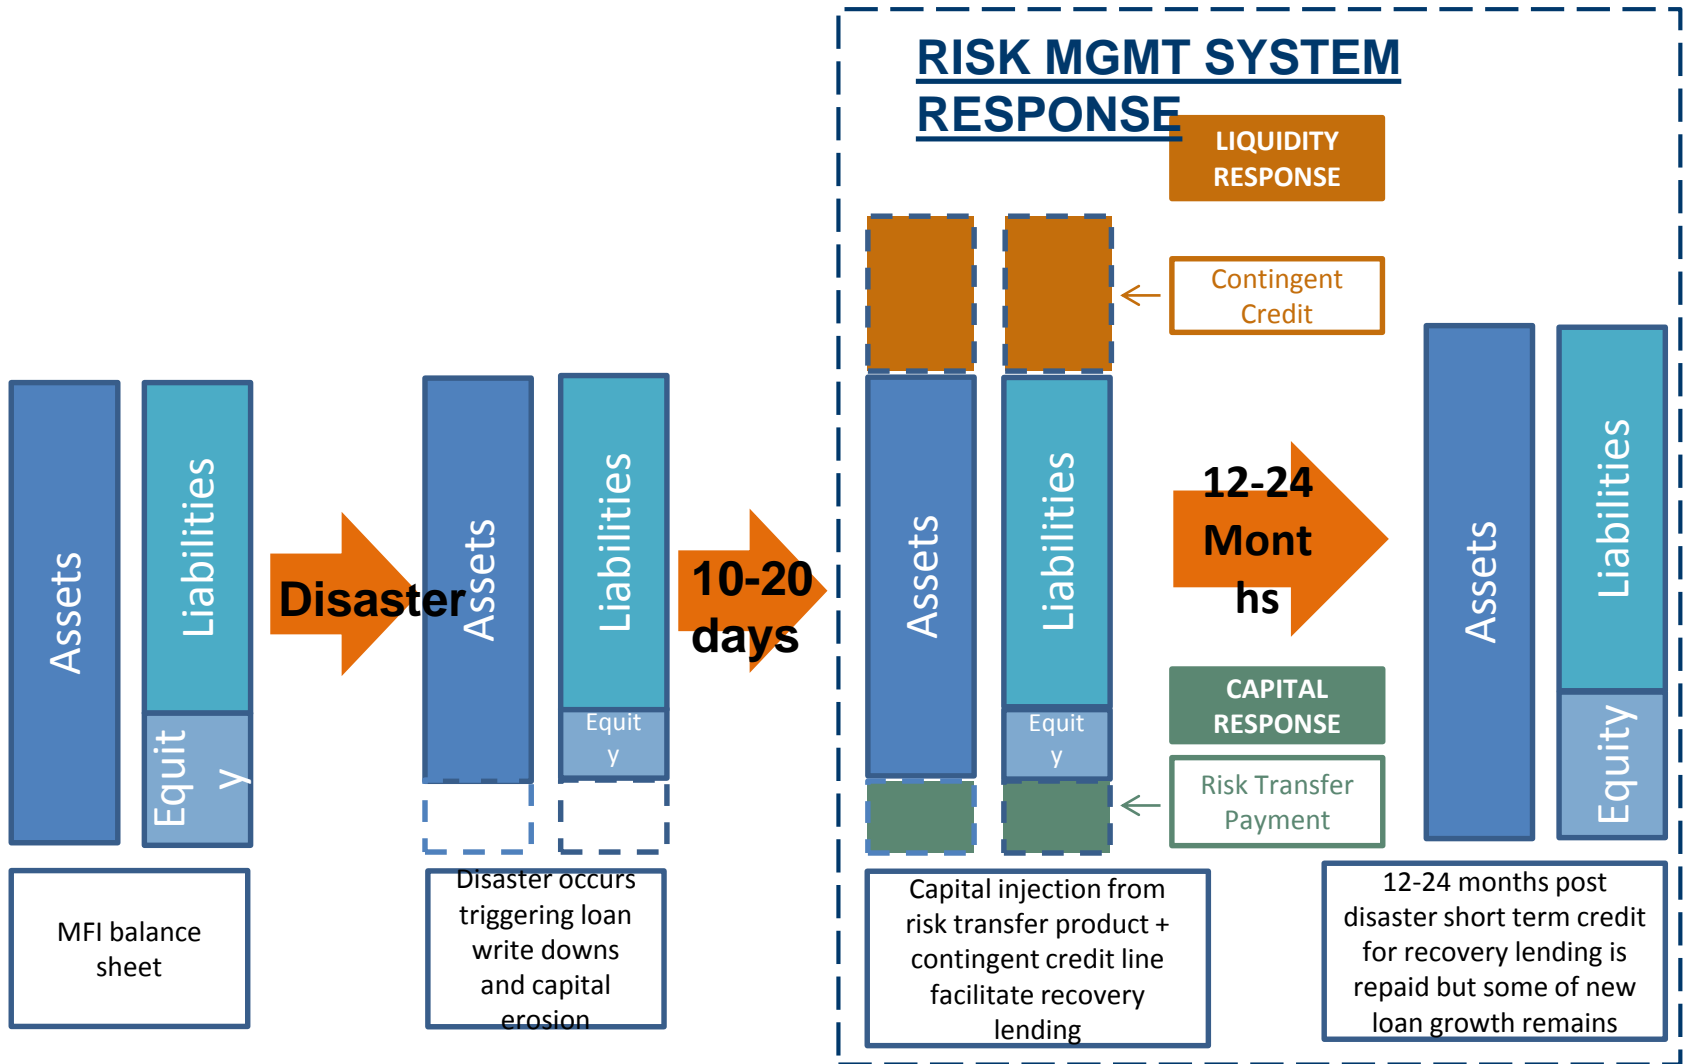 RISK MGMT SYSTEM
RESPONSE
LIQUIDITY
RESPONSE
Contingent
Credit
Assets
Liabilities
Equit
y
Disaster
Assets
Liabilities
Equit
y
10-20
days
Assets
Liabilities
Equit
y
12-24
Mont
hs
CAPITAL
RESPONSE
Risk Transfer
Payment
Assets
Liabilities
Equity
MFI balance
sheet
Disaster occurs
triggering loan
write downs
and capital
erosion
Capital injection from
risk transfer product +
contingent credit line
facilitate recovery
lending
12-24 months post
disaster short term credit
for recovery lending is
repaid but some of new
loan growth remains